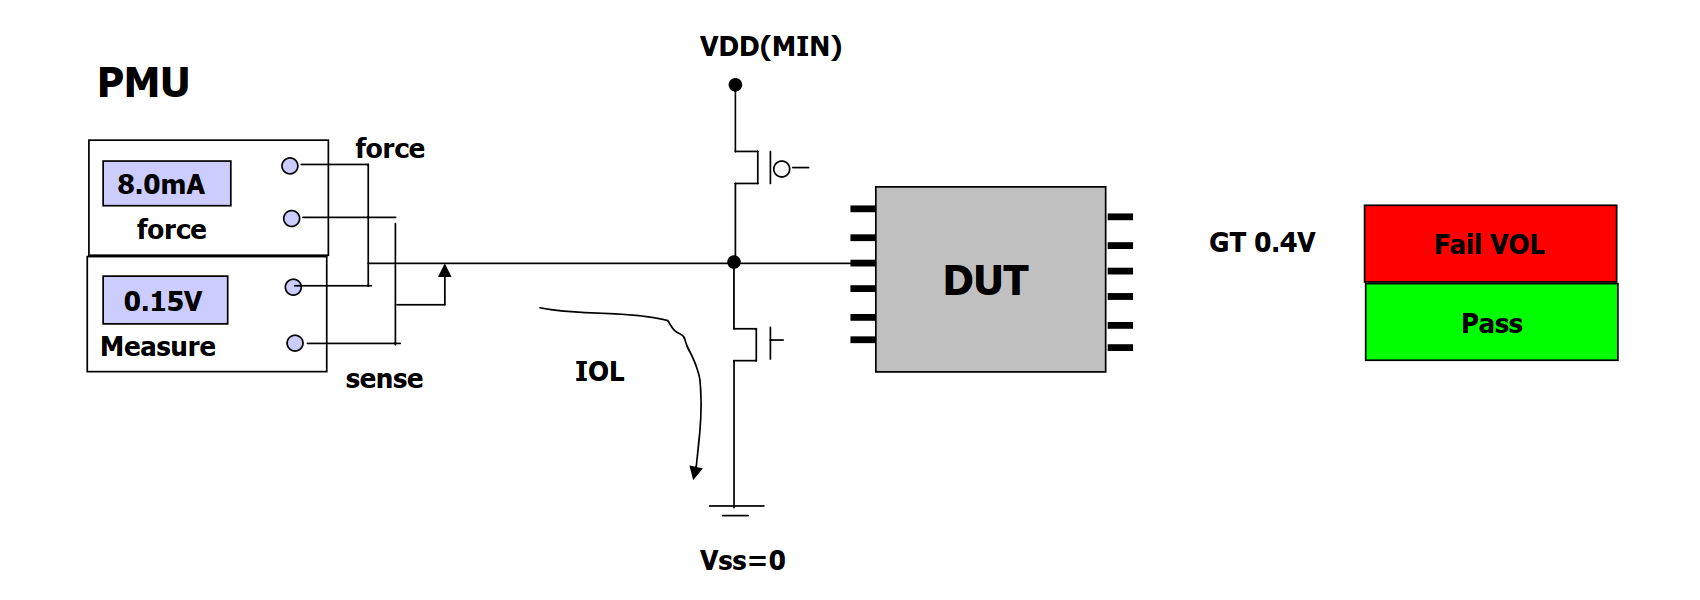 VDD(MIN)
PMU
force
8.0mA
force
0.15V
Measure
sense
IOL
DUT
GT 0.4V
Fail VOL
Pass
Vss=0